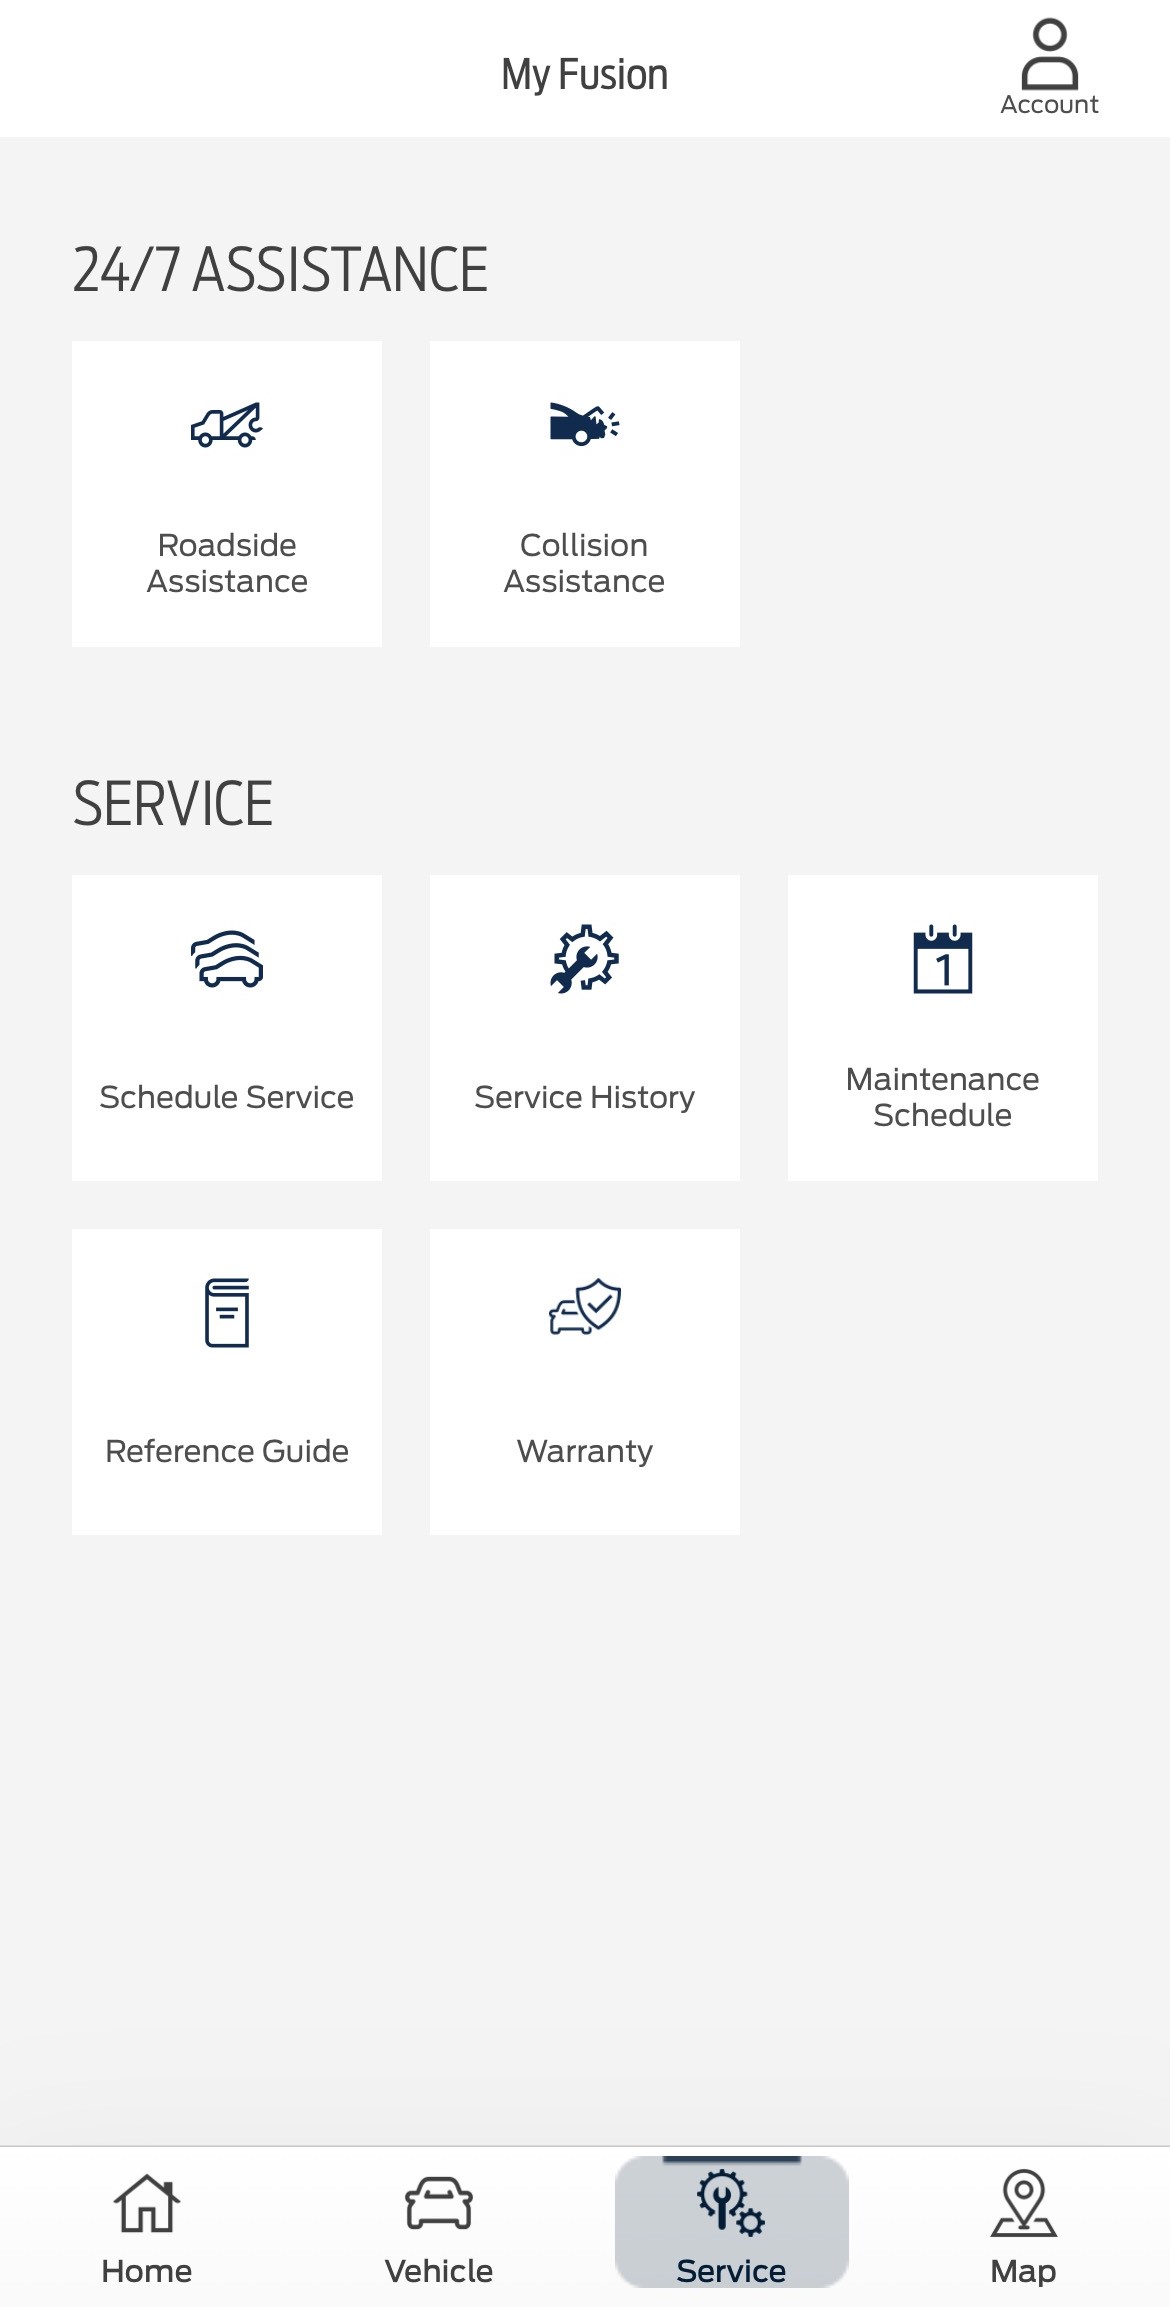 My Fusion
Account
24/7 ASSISTANCE
Roadside
Assistance
Collision
Assistance
SERVICE
Schedule Service
Service History
1
Maintenance
Schedule
Reference Guide
Warranty
Home
Vehicle
Service
Map